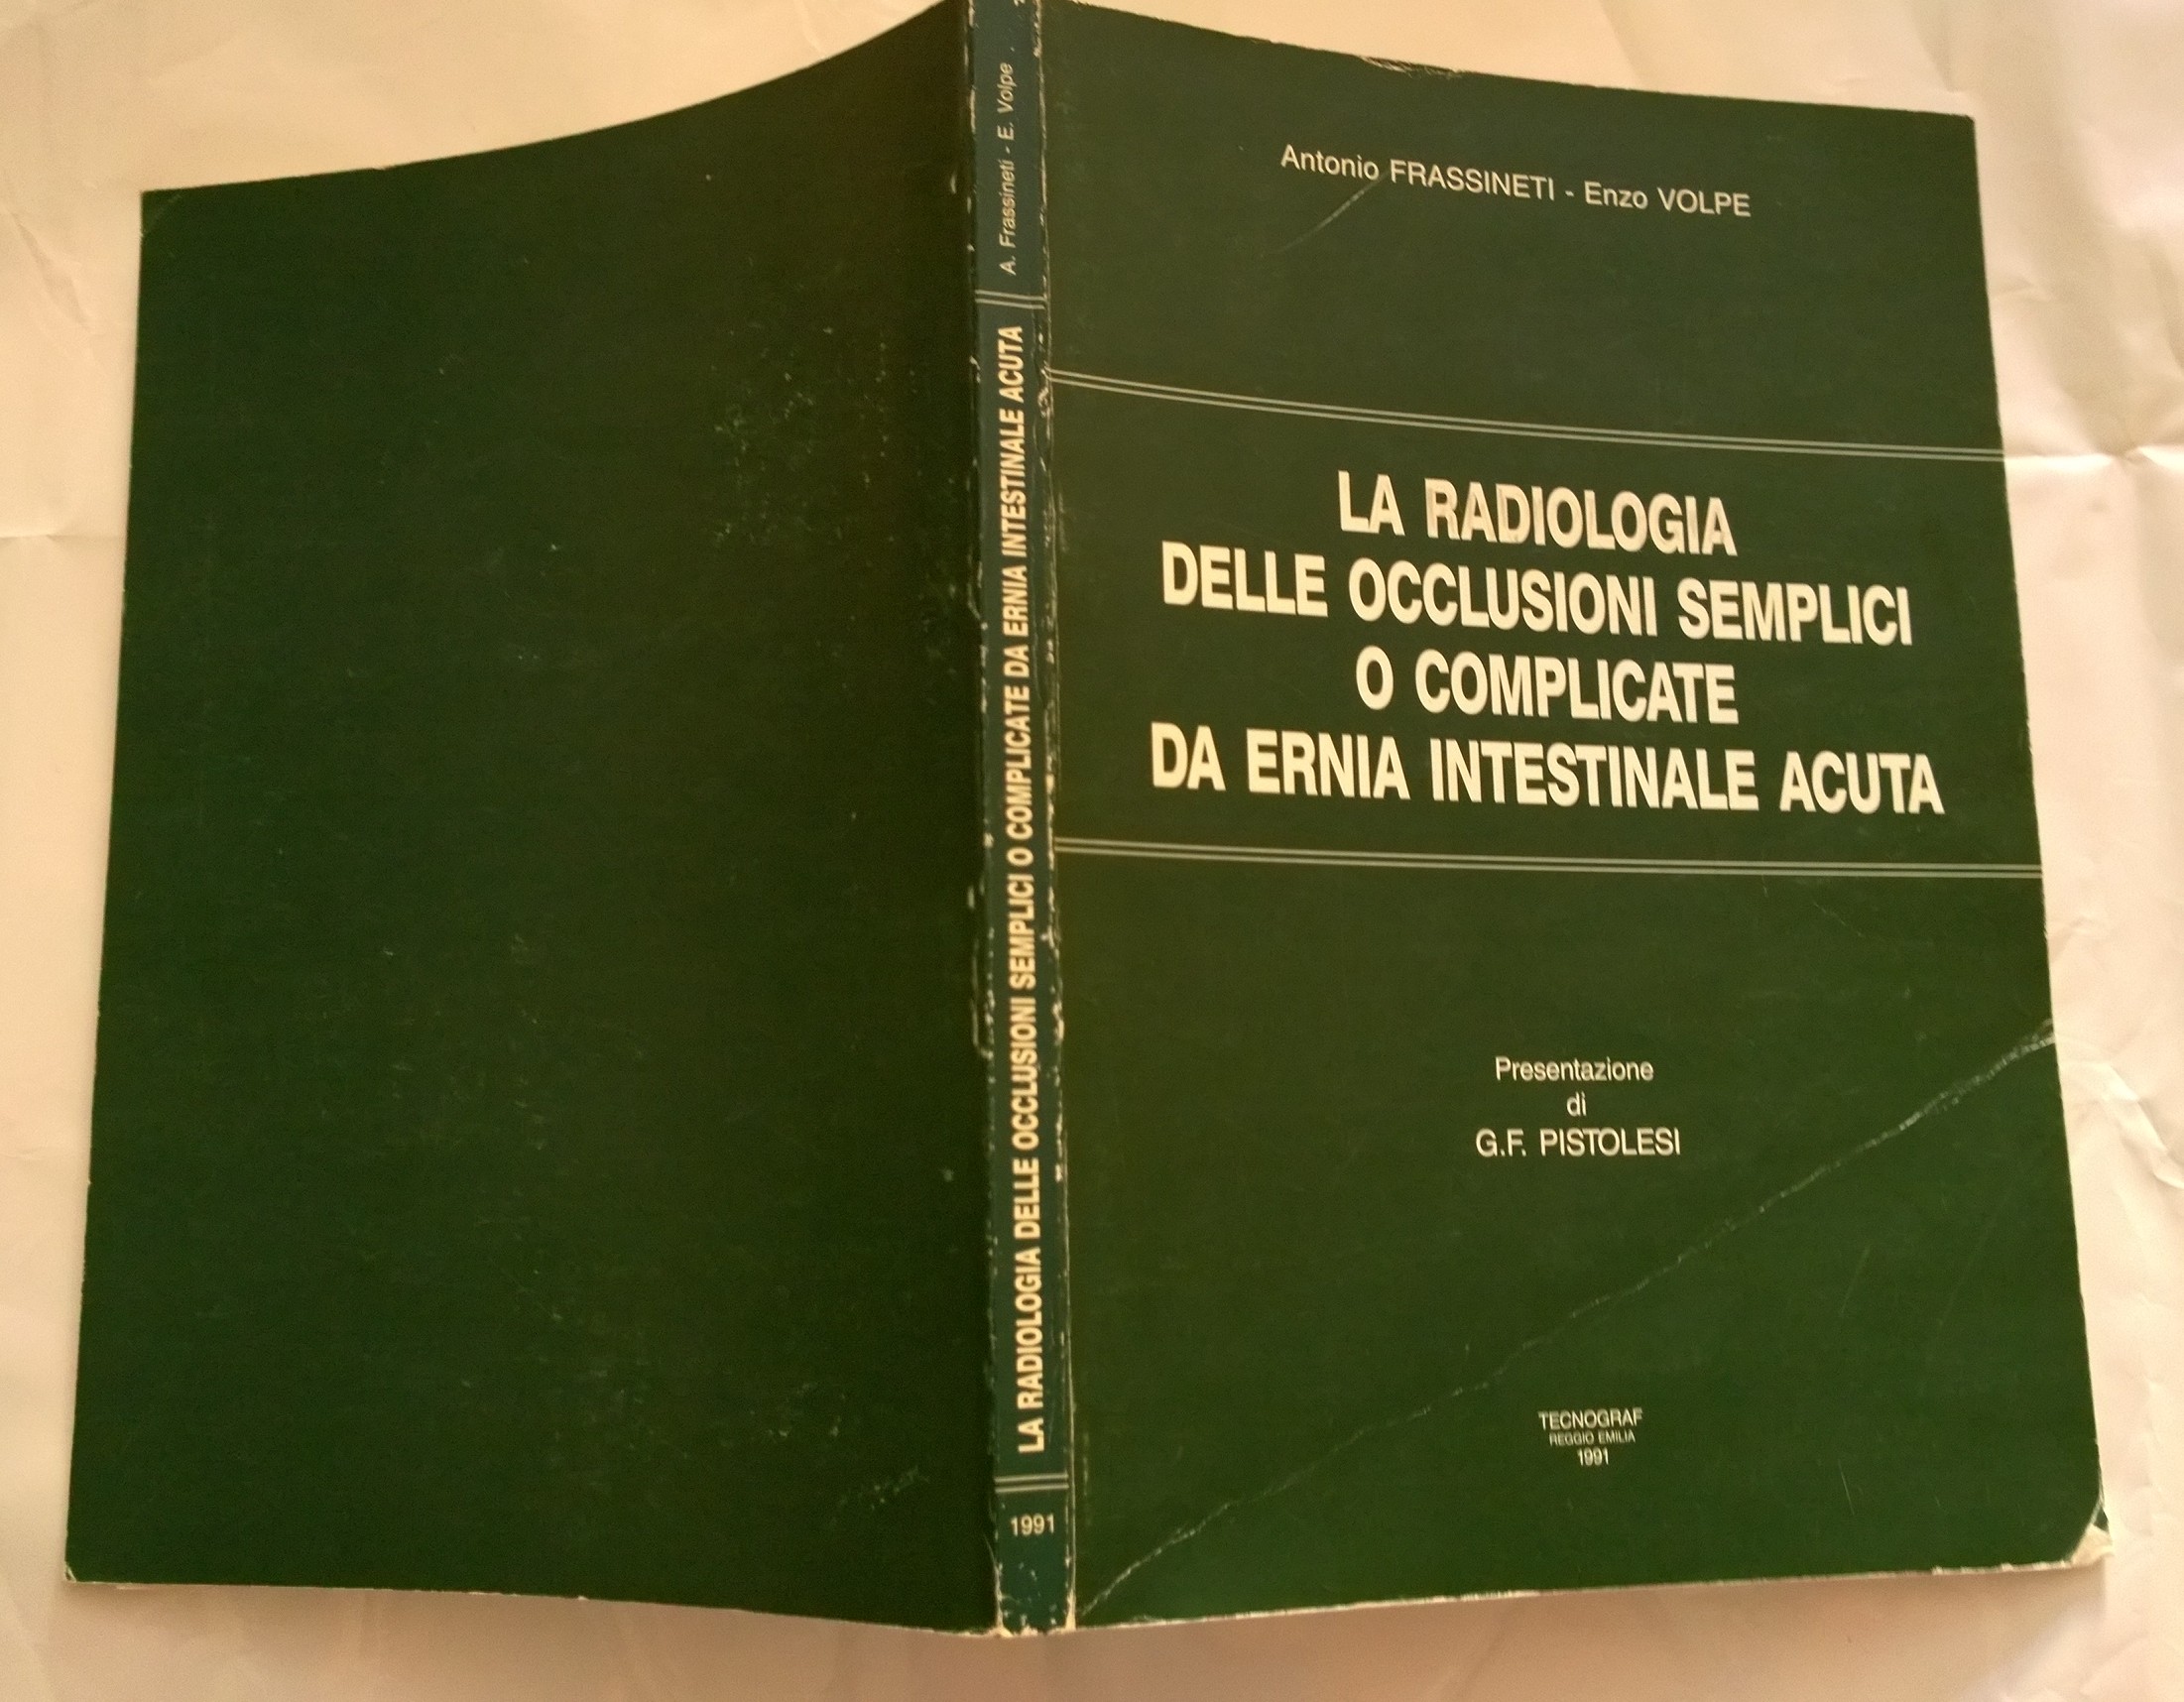 A. Frassineti - E. Volpe
LA RADIOLOGIA DELLE OCCLUSIONI SEMPLICI O COMPLICATE DA ERNIA INTESTINALE ACUTA
1991
Antonio FRASSINETI - Enzo VOLPE
LA RADIOLOGIA
DELLE OCCLUSIONI SEMPLICI
O COMPLICATE
DA ERNIA INTESTINALE ACUTA
Presentazione
di
G.F. PISTOLESI
TECNOGRAF
REGGIO EMILIA
1991